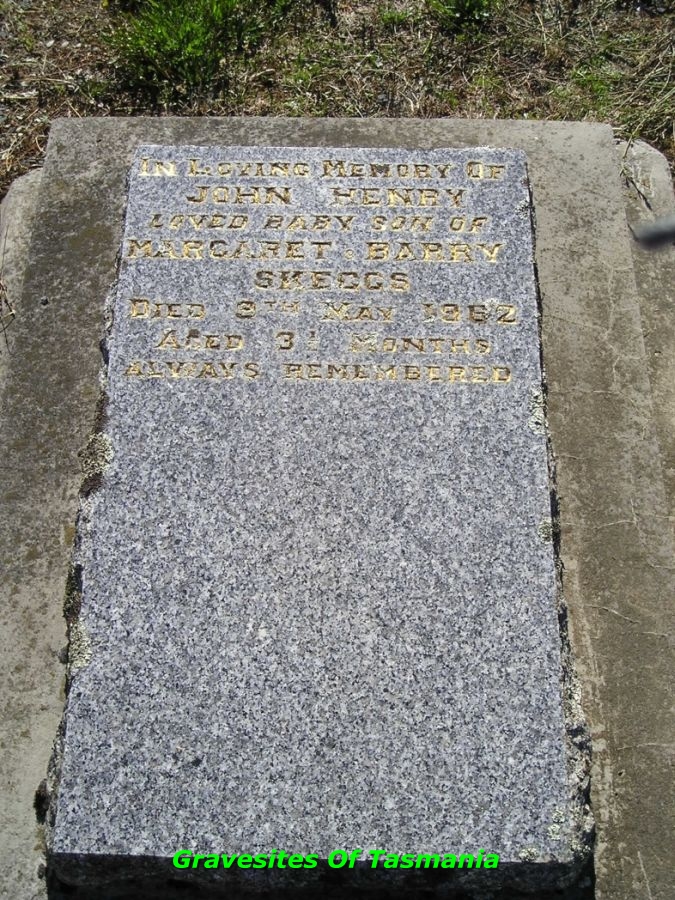 In Loving Memory Of
JOHN HENRY
LOVED BABY SON OF
MARGARET & BARRY
SKEGGS
Died 9th May 1962
Aged 3½ Months
ALWAYS REMEMBERED
Gravesites Of Tasmania